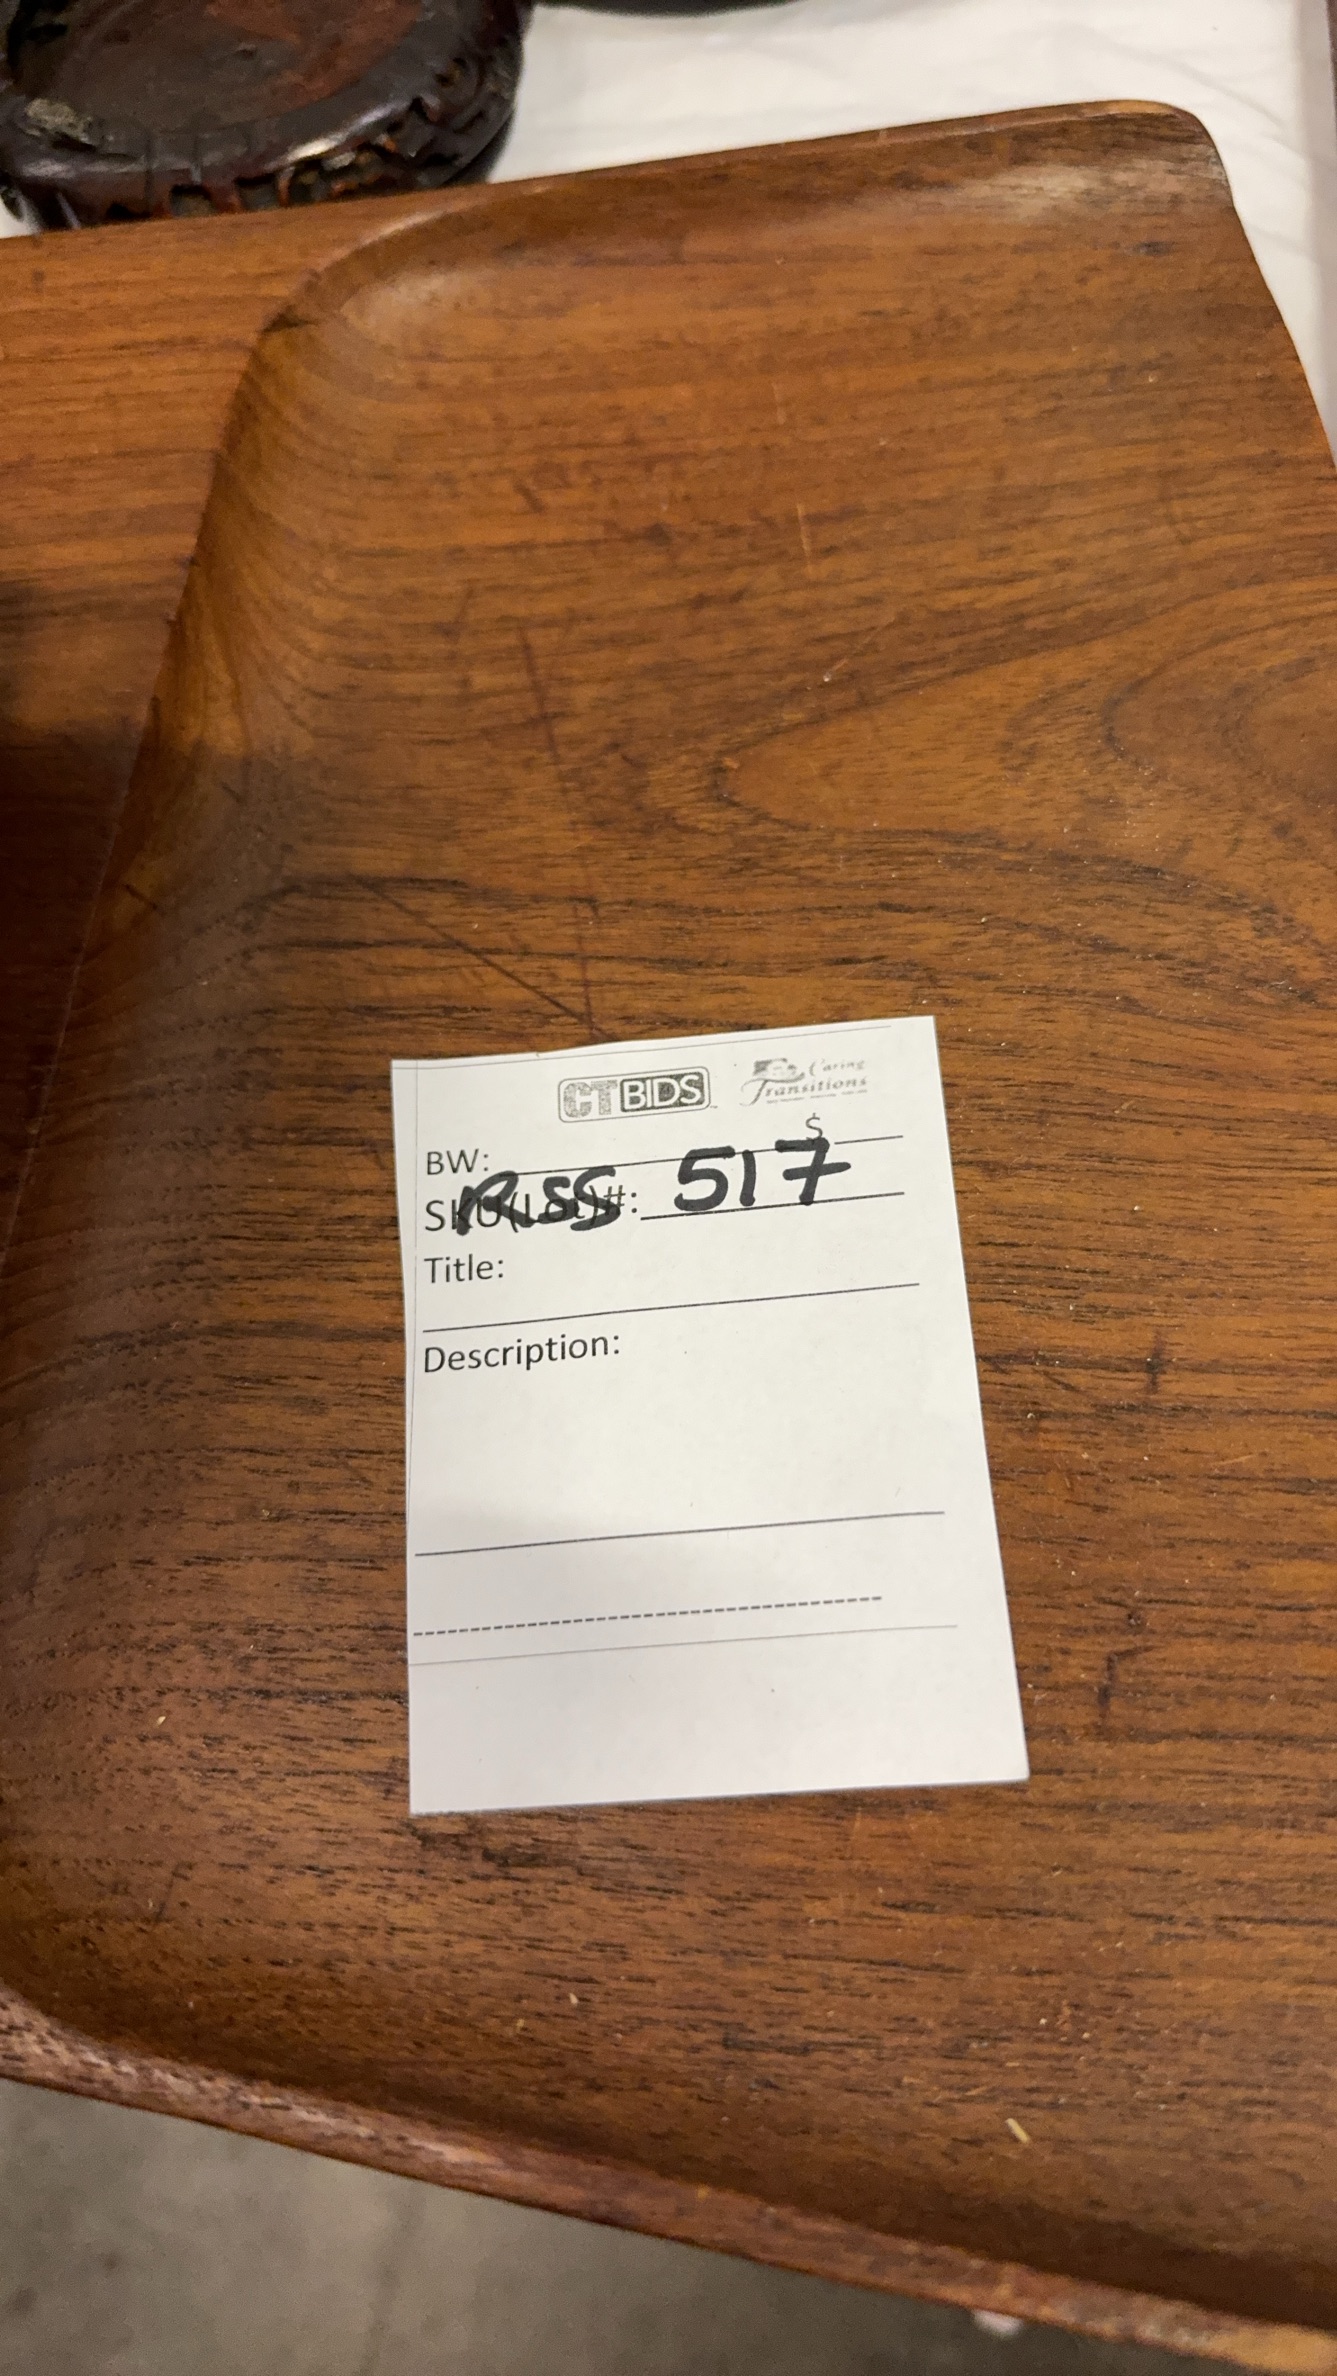 CTBIDS Caring Transitions
BW: $
SKU(Lot)#: RSS 517
Title:
Description: